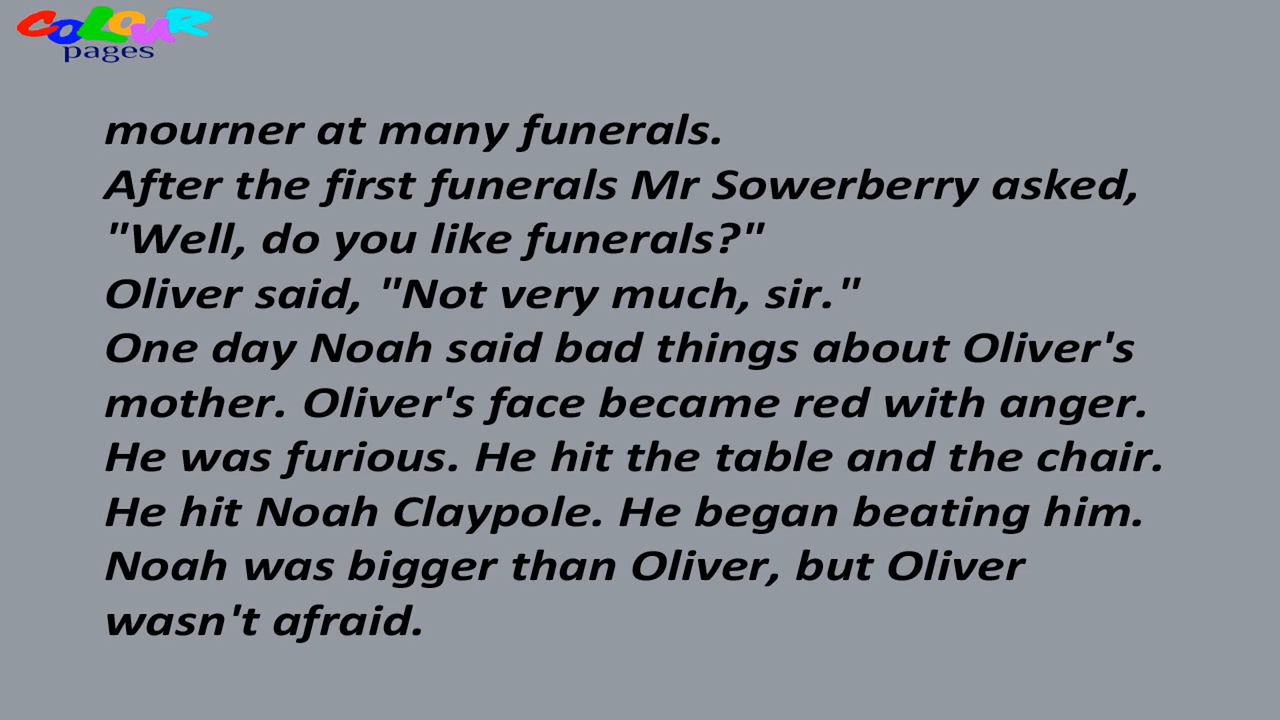 COLOUR
pages
mourner at many funerals.
After the first funerals Mr Sowerberry asked,
"Well, do you like funerals?"
Oliver said, "Not very much, sir."
One day Noah said bad things about Oliver's
mother. Oliver's face became red with anger.
He was furious. He hit the table and the chair.
He hit Noah Claypole. He began beating him.
Noah was bigger than Oliver, but Oliver
wasn't afraid.